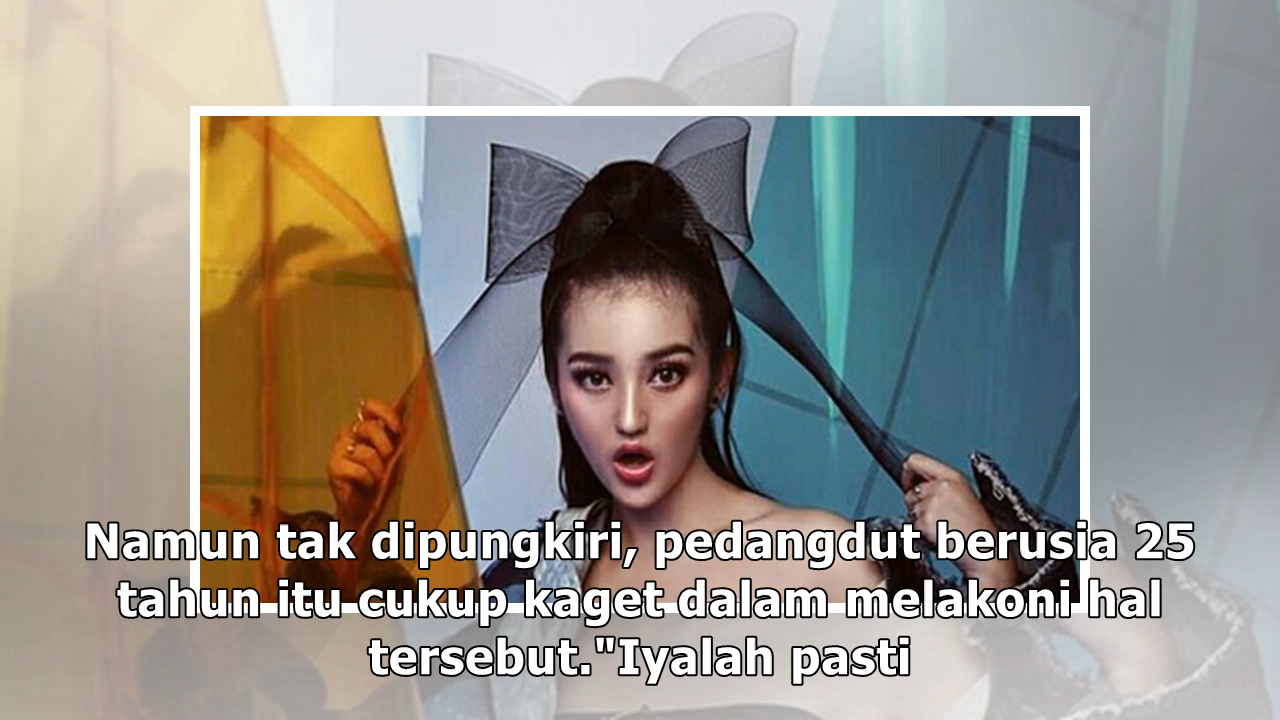 Namun tak dipungkiri, pedangdut berusia 25
tahun itu cukup kaget dalam melakoni hal
tersebut."Iyalah pasti